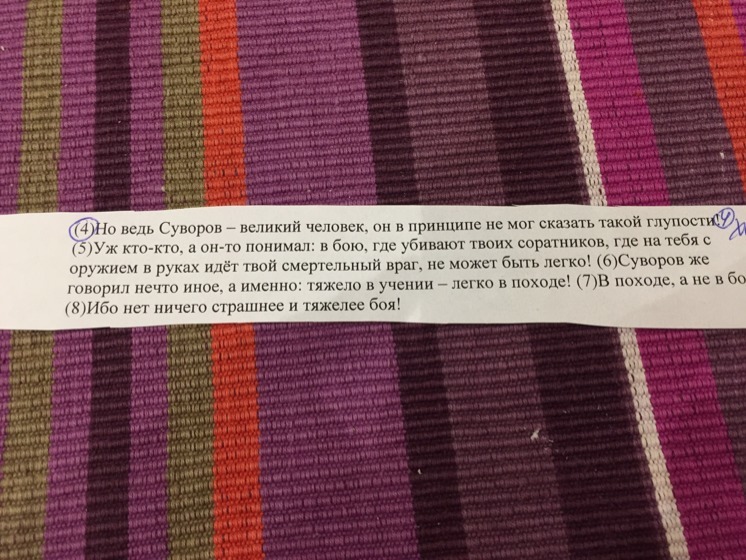 (4)Но ведь Суворов – великий человек, он в принципе не мог сказать такой глупости!
(5)Уж кто-кто, а он-то понимал: в бою, где убивают твоих соратников, где на тебя с
оружием в руках идёт твой смертельный враг, не может быть легко! (6)Суворов же
говорил нечто иное, а именно: тяжело в учении – легко в походе! (7)В походе, а не в бо
(8)Ибо нет ничего страшнее и тяжелее боя!